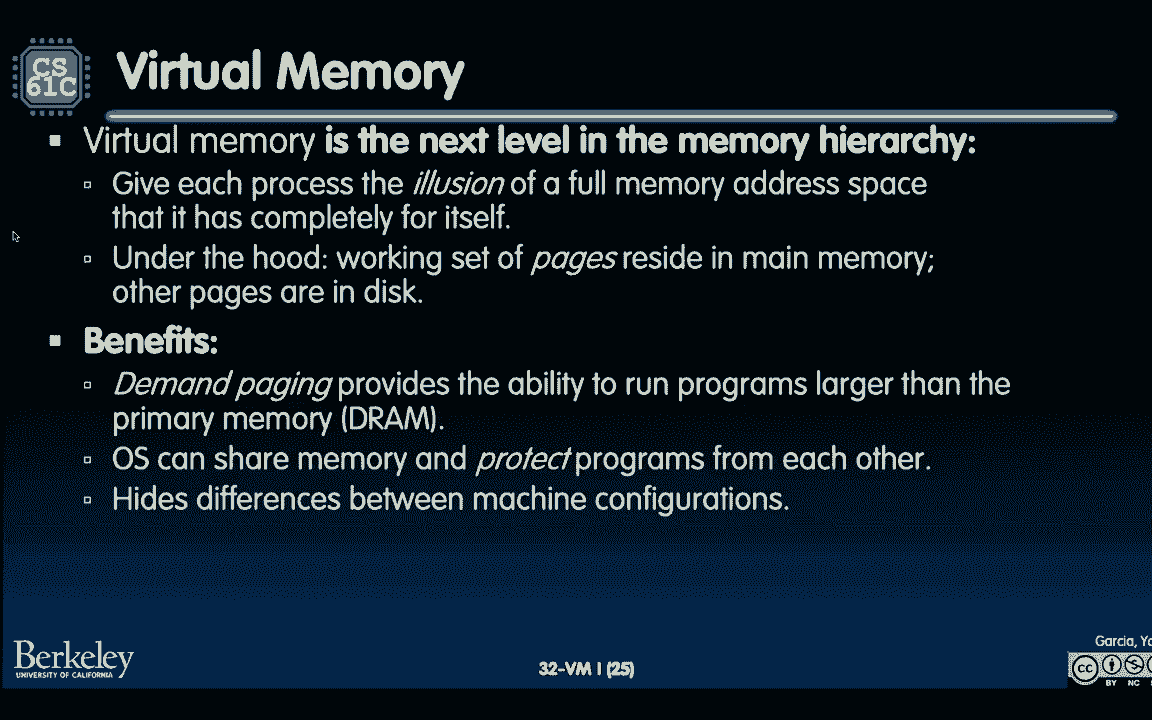 CS
61C
Virtual Memory
Virtual memory is the next level in the memory hierarchy:
Give each process the illusion of a full memory address space
that it has completely for itself.
Under the hood: working set of pages reside in main memory;
other pages are in disk.
Benefits:
Demand paging provides the ability to run programs larger than the
primary memory (DRAM).
OS can share memory and protect programs from each other.
Hides differences between machine configurations.
Berkeley
UNIVERSITY OF CALIFORNIA
32-VM I (25)
Garcia,
cc
BY NC